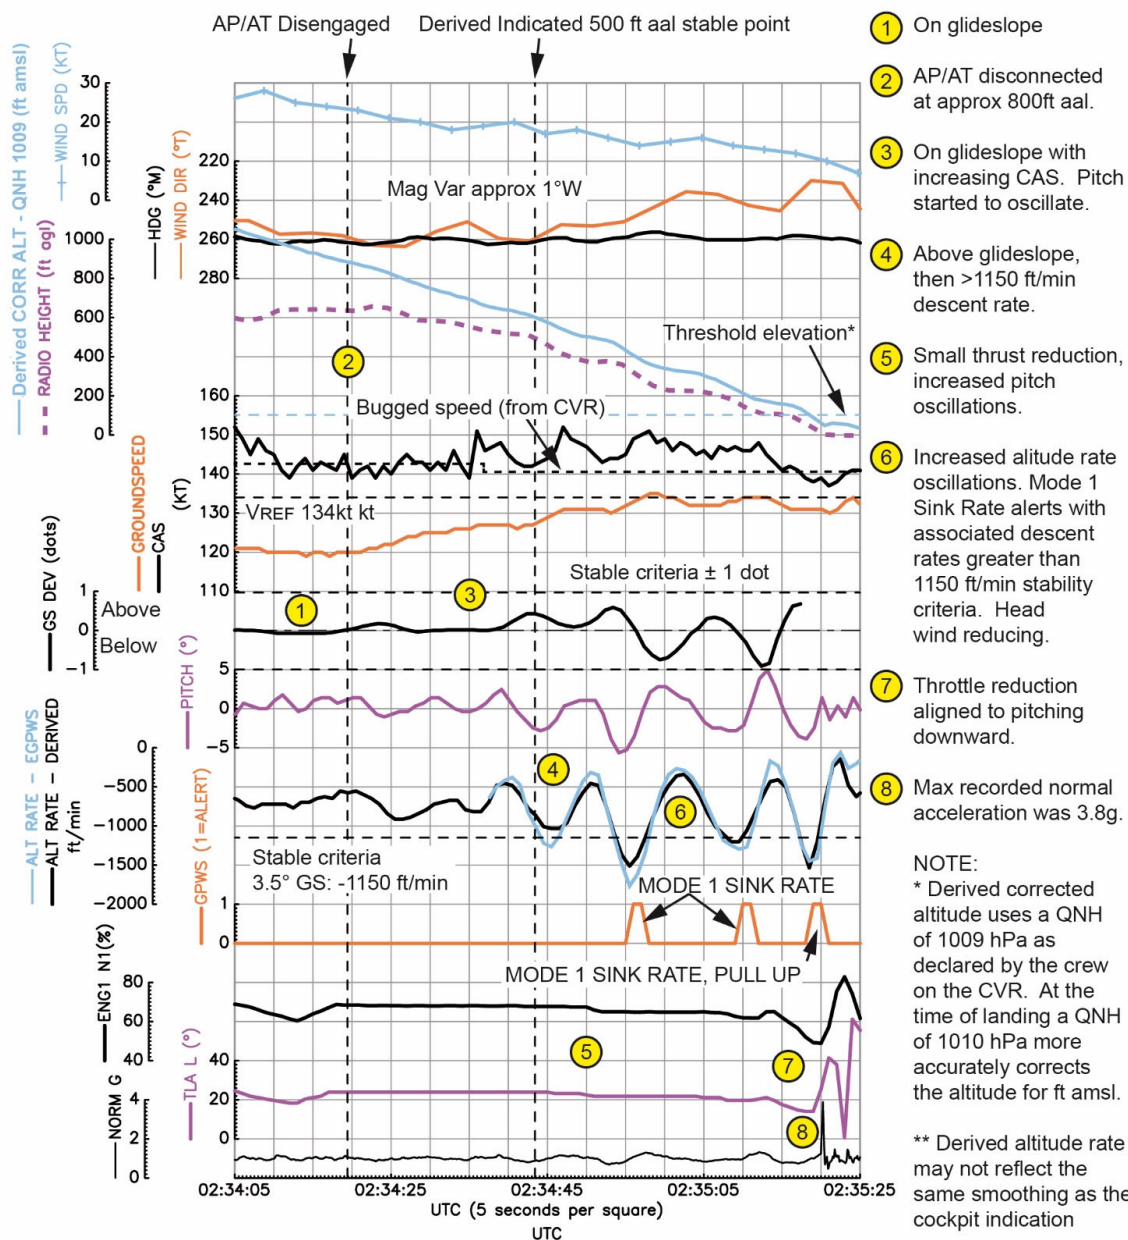 AP/AT Disengaged
Derived Indicated 500 ft aal stable point
Derived CORR ALT - QNH 1009 (ft amsl)
RADIO HEIGHT (ft agl)
WIND SPD (KT)
30
20
10
0
HDG (°M)
WIND DIR (°T)
220
240
260
280
Mag Var approx 1°W
1000
800
600
400
200
0
Threshold elevation*
2
Bugged speed (from CVR)
GROUNDSPEED
CAS
(KT)
160
150
140
130
120
110
VREF 134kt kt
GS DEV (dots)
1
0
-1
Above
Below
Stable criteria ± 1 dot
1
3
PITCH (°)
5
0
-5
ALT RATE - EGPWS
ALT RATE - DERIVED
ft/min
0
-500
-1000
-1500
-2000
4
6
Stable criteria
3.5° GS: -1150 ft/min
GPWS (1=ALERT)
1
0
MODE 1 SINK RATE
MODE 1 SINK RATE, PULL UP
ENG1 N1(%)
80
60
40
TLA L (°)
40
20
0
5
7
NORM G
4
2
0
8
02:34:05
02:34:25
02:34:45
02:35:05
02:35:25
UTC (5 seconds per square)
UTC
1 On glideslope
2 AP/AT disconnected
at approx 800ft aal.
3 On glideslope with
increasing CAS. Pitch
started to oscillate.
4 Above glideslope,
then >1150 ft/min
descent rate.
5 Small thrust reduction,
increased pitch
oscillations.
6 Increased alitude rate
oscillations. Mode 1
Sink Rate alerts with
associated descent
rates greater than
1150 ft/min stability
criteria. Head
wind reducing.
7 Throttle reduction
aligned to pitching
downward.
8 Max recorded normal
acceleration was 3.8g.
NOTE:
* Derived corrected
altitude uses a QNH
of 1009 hPa as
declared by the crew
on the CVR. At the
time of landing a QNH
of 1010 hPa more
accurately corrects
the altitude for ft amsl.
** Derived altitude rate
may not reflect the
same smoothing as the
cockpit indication